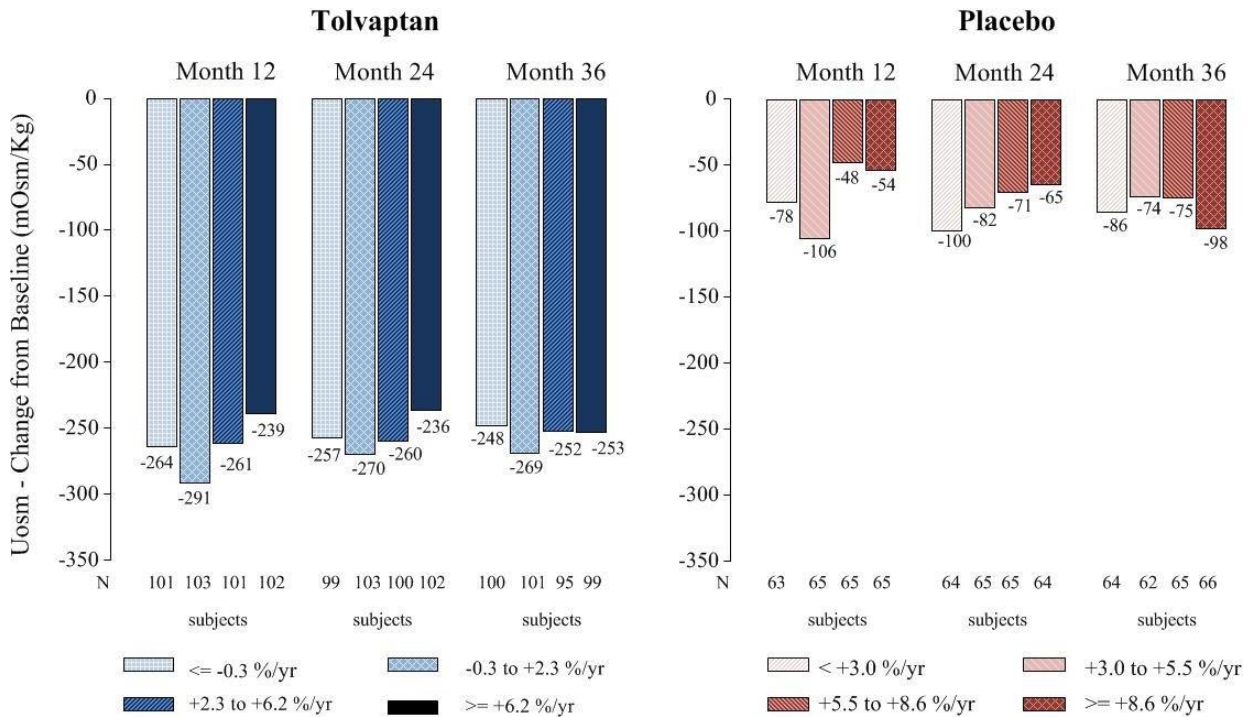 Tolvaptan
Placebo
Month 12 Month 24 Month 36
Month 12 Month 24 Month 36
Uosm - Change from Baseline (mOsm/Kg)
0
-50
-100
-150
-200
-250
-300
-350
-264 -291 -261 -239
-257 -270 -260 -236
-248 -269 -252 -253
N 101 103 101 102 99 103 100 102 100 101 95 99
subjects subjects subjects
<= -0.3 %/yr -0.3 to +2.3 %/yr
+2.3 to +6.2 %/yr >= +6.2 %/yr
0
-50
-100
-150
-200
-250
-300
-350
-78 -106 -48 -54
-100 -82 -71 -65
-86 -74 -75 -98
N 63 65 65 65 64 65 65 64 64 62 65 66
subjects subjects subjects
< +3.0 %/yr +3.0 to +5.5 %/yr
+5.5 to +8.6 %/yr >= +8.6 %/yr